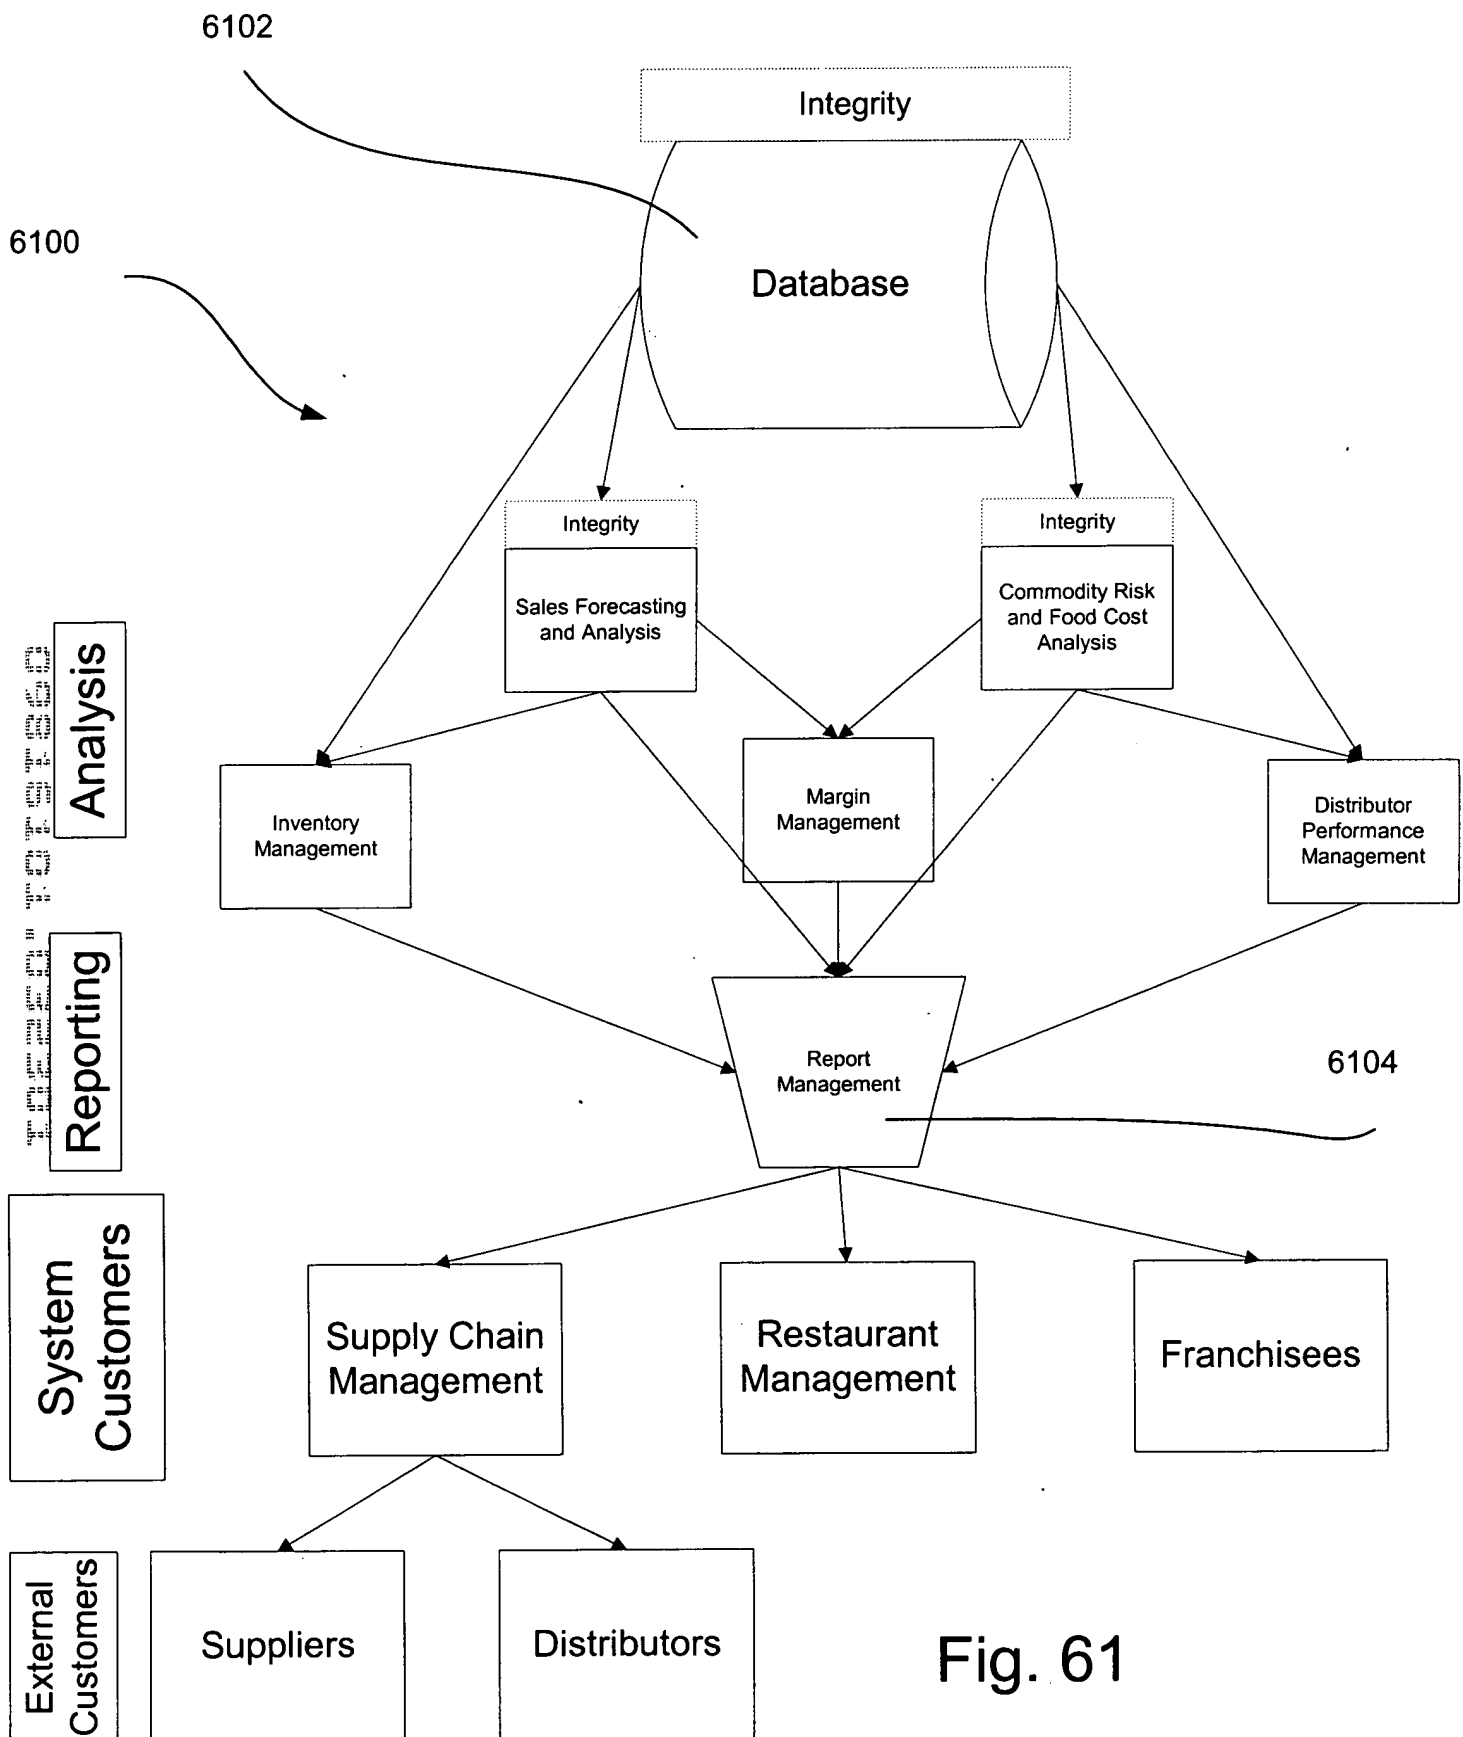 6102
Integrity
6100
Database
Integrity
Integrity
Sales Forecasting
and Analysis
Commodity Risk
and Food Cost
Analysis
Analysis
Inventory
Management
Margin
Management
Distributor
Performance
Management
Reporting
Report
Management
6104
System
Customers
Supply Chain
Management
Restaurant
Management
Franchisees
External
Customers
Suppliers
Distributors
Fig. 61